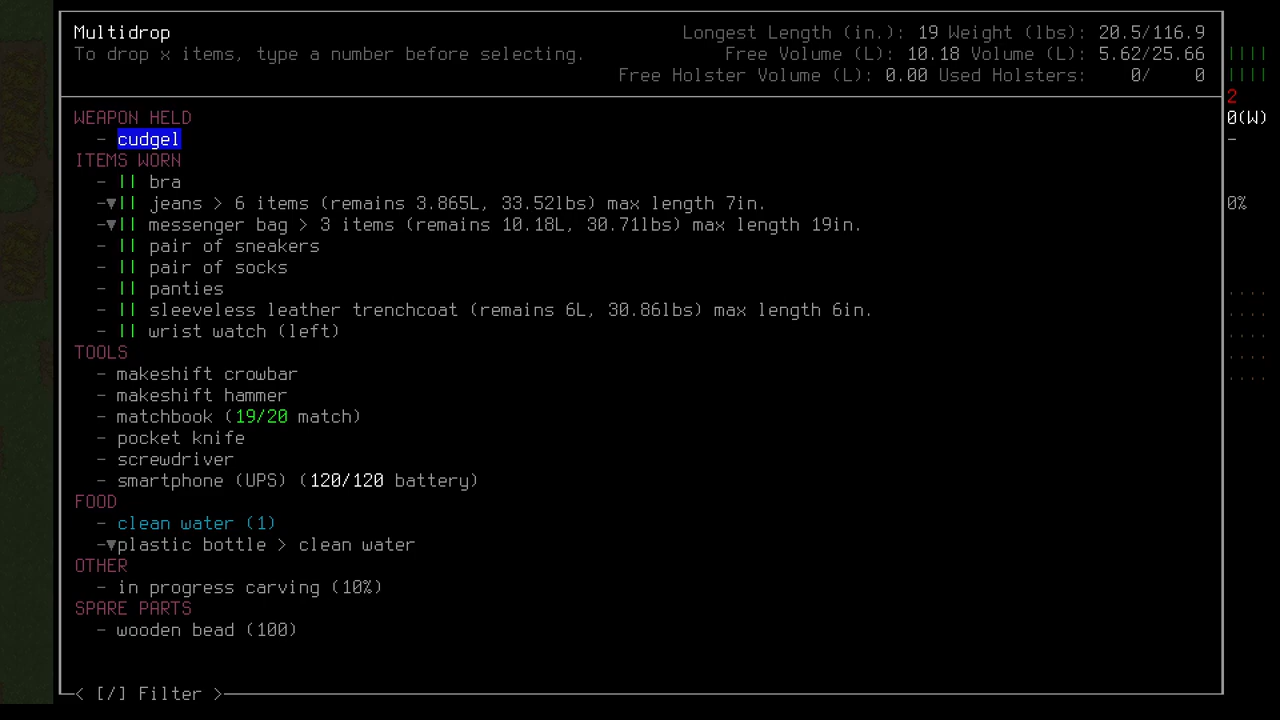 Multidrop
Longest Length (in.): 19 Weight (lbs): 20.5/116.9
To drop x items, type a number before selecting.
Free Volume (L): 10.18 Volume (L): 5.62/25.66
Free Holster Volume (L): 0.00 Used Holsters: 0/ 0
WEAPON HELD
- cudgel
ITEMS WORN
- || bra
-▼|| jeans > 6 items (remains 3.865L, 33.52lbs) max length 7in.
-▼|| messenger bag > 3 items (remains 10.18L, 30.71lbs) max length 19in.
- || pair of sneakers
- || pair of socks
- || panties
- || sleeveless leather trenchcoat (remains 6L, 30.86lbs) max length 6in.
- || wrist watch (left)
TOOLS
- makeshift crowbar
- makeshift hammer
- matchbook (19/20 match)
- pocket knife
- screwdriver
- smartphone (UPS) (120/120 battery)
FOOD
- clean water (1)
-▼plastic bottle > clean water
OTHER
- in progress carving (10%)
SPARE PARTS
- wooden bead (100)
< [/] Filter >
||||
||||
2
0(W)
-
0%
....
....
....
....
....